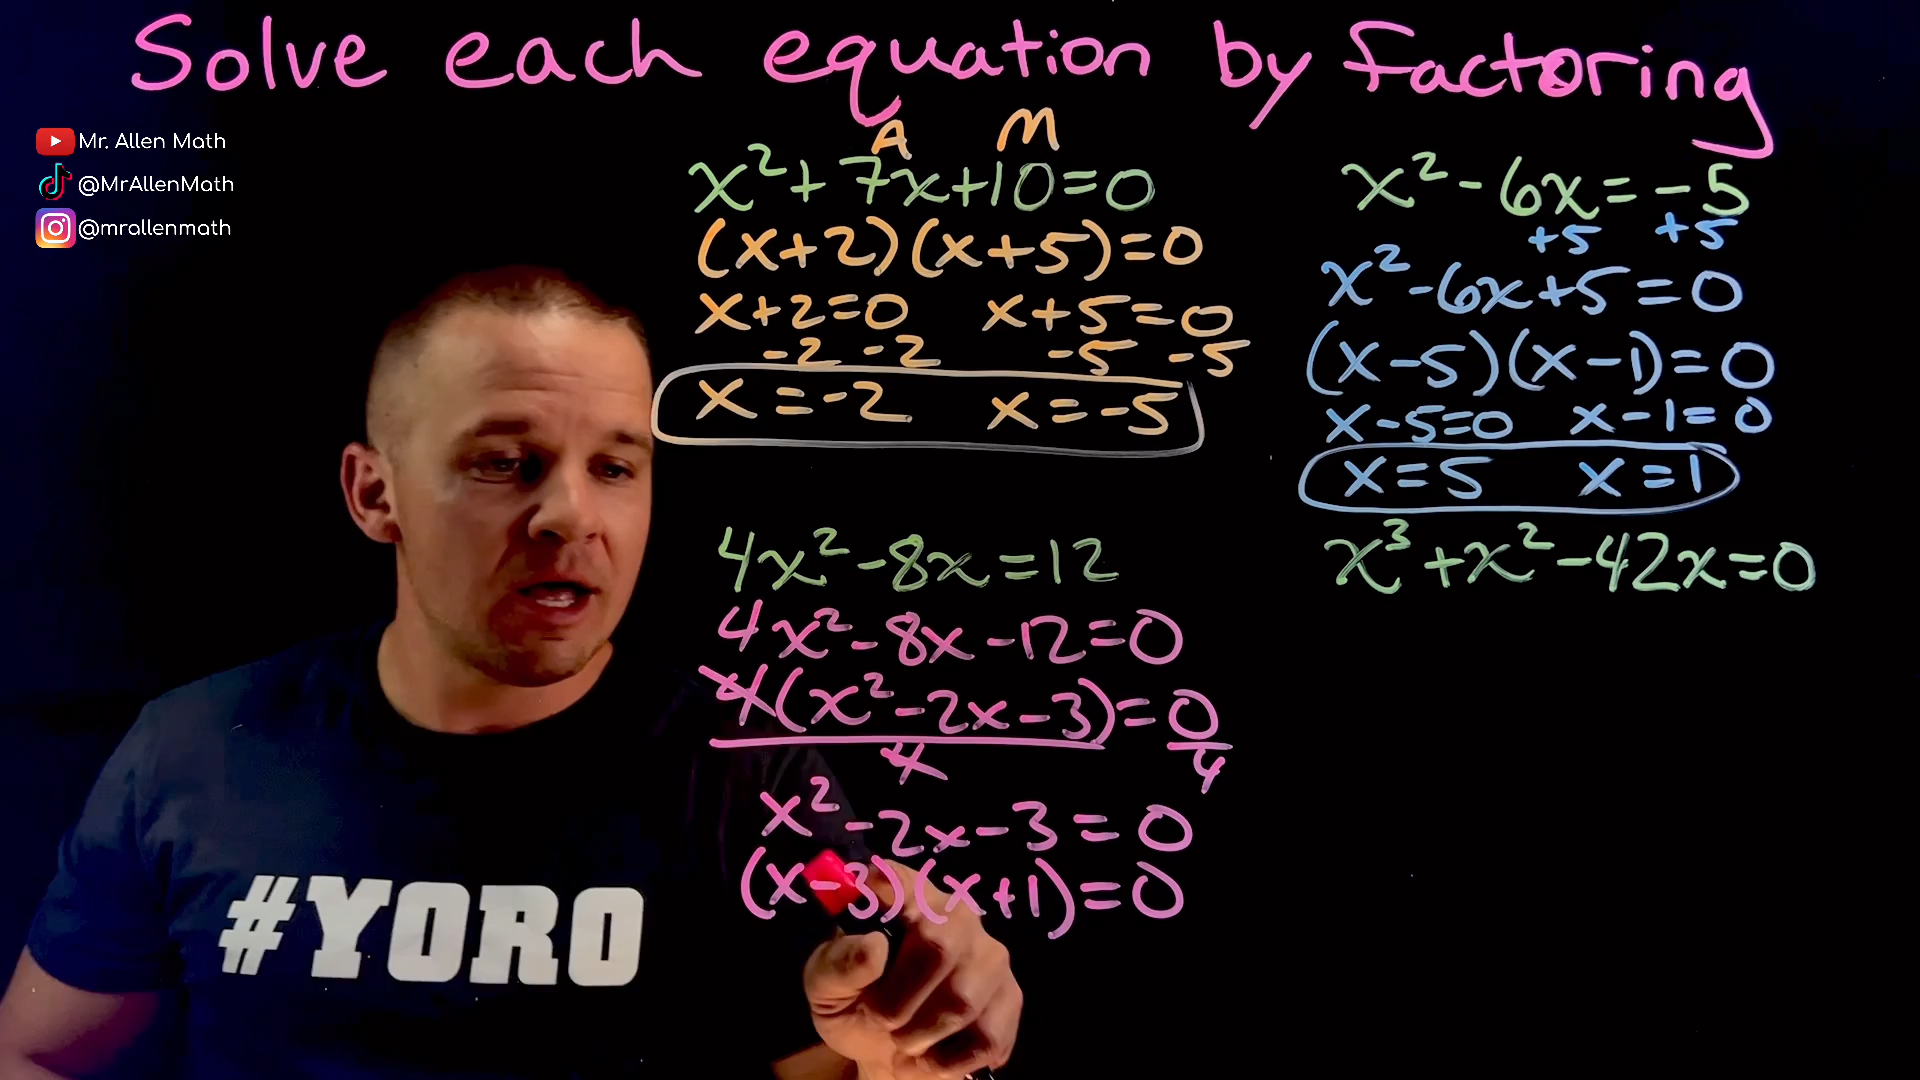 Solve each equation by factoring
Mr. Allen Math
@MrAllenMath
@mrallenmath
A M
x² + 7x + 10 = 0
(x + 2)(x + 5) = 0
x + 2 = 0 x + 5 = 0
-2 -2 -5 -5
x = -2 x = -5
x² - 6x = -5
+5 +5
x² - 6x + 5 = 0
(x - 5)(x - 1) = 0
x - 5 = 0 x - 1 = 0
x = 5 x = 1
4x² - 8x = 12
4x² - 8x - 12 = 0
4(x² - 2x - 3) = 0
4 4
x² - 2x - 3 = 0
(x - 3)(x + 1) = 0
x³ + x² - 42x = 0
#YORO